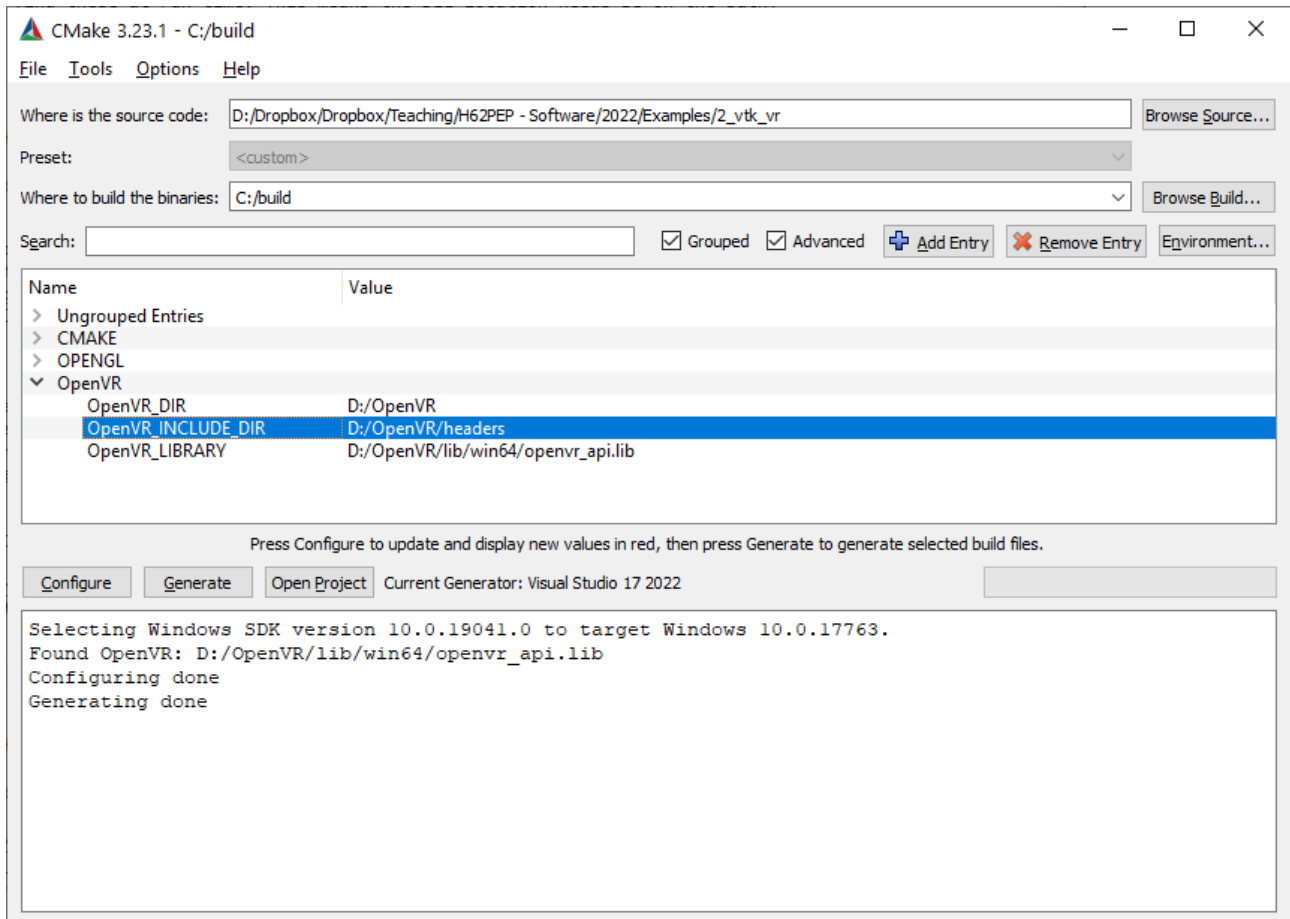 CMake 3.23.1 - C:/build
File Tools Options Help
Where is the source code: D:/Dropbox/Dropbox/Teaching/H62PEP - Software/2022/Examples/2_vtk_vr Browse Source...
Preset: <custom>
Where to build the binaries: C:/build Browse Build...
Search: Grouped Advanced Add Entry Remove Entry Environment...
Name Value
Ungrouped Entries
CMAKE
OPENGL
OpenVR
OpenVR_DIR D:/OpenVR
OpenVR_INCLUDE_DIR D:/OpenVR/headers
OpenVR_LIBRARY D:/OpenVR/lib/win64/openvr_api.lib
Press Configure to update and display new values in red, then press Generate to generate selected build files.
Configure Generate Open Project Current Generator: Visual Studio 17 2022
Selecting Windows SDK version 10.0.19041.0 to target Windows 10.0.17763.
Found OpenVR: D:/OpenVR/lib/win64/openvr_api.lib
Configuring done
Generating done